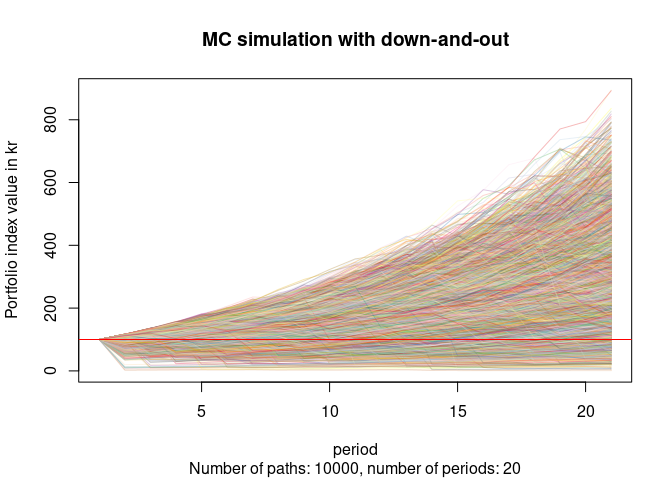 MC simulation with down-and-out
Portfolio index value in kr
800
600
400
200
0
5 10 15 20
period
Number of paths: 10000, number of periods: 20